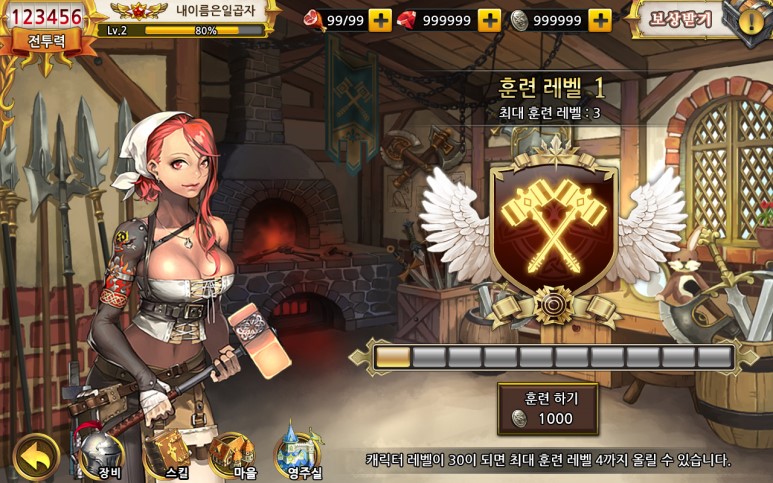 123456
전투력
내이름은일곱자
Lv.2
80%
99/99
999999
999999
보상받기
훈련 레벨 1
최대 훈련 레벨 : 3
훈련 하기
1000
캐릭터 레벨이 30이 되면 최대 훈련 레벨 4까지 올릴 수 있습니다.
장비
스킬
마을
영주실